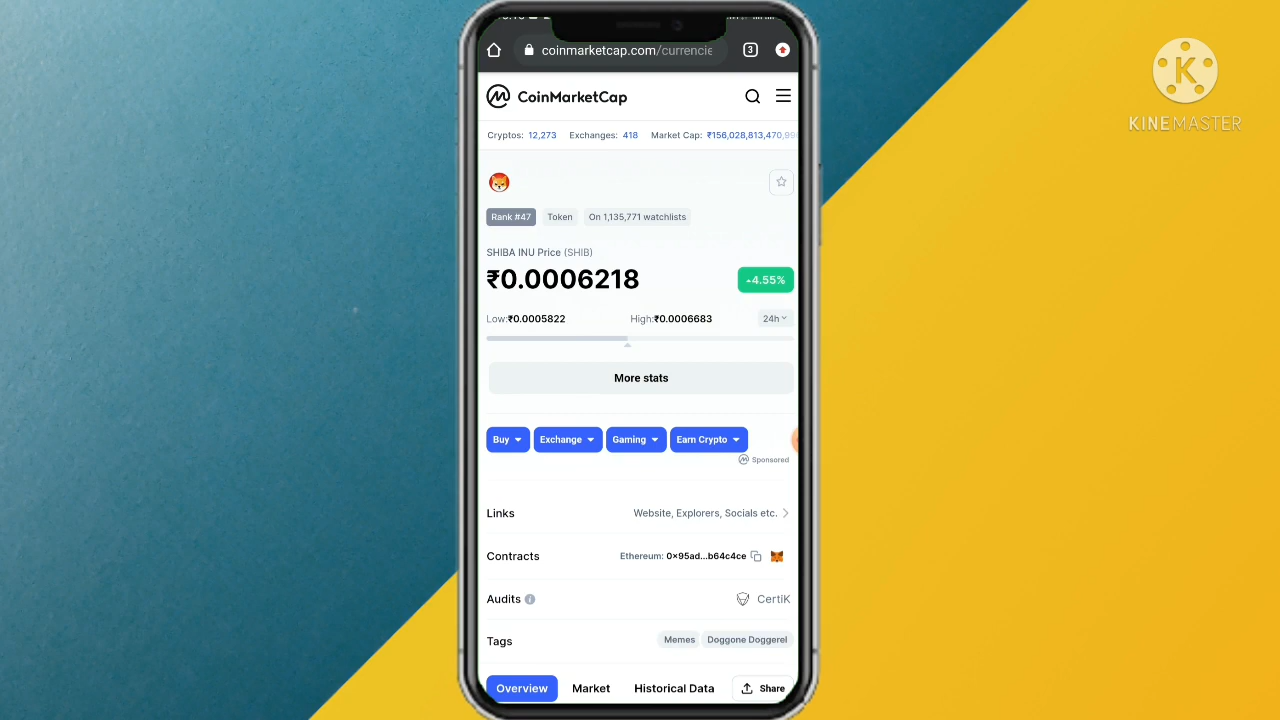 coinmarketcap.com/currencie
3
CoinMarketCap
Cryptos: 12,273 Exchanges: 418 Market Cap: ₹156,028,813,470,99
Rank #47 Token On 1,135,771 watchlists
SHIBA INU Price (SHIB)
₹0.0006218
4.55%
Low:₹0.0005822 High:₹0.0006683 24h
More stats
Buy Exchange Gaming Earn Crypto
Sponsored
Links Website, Explorers, Socials etc.
Contracts Ethereum: 0x95ad...b64c4ce
Audits CertiK
Tags Memes Doggone Doggerel
Overview Market Historical Data Share
K
KINEMASTER